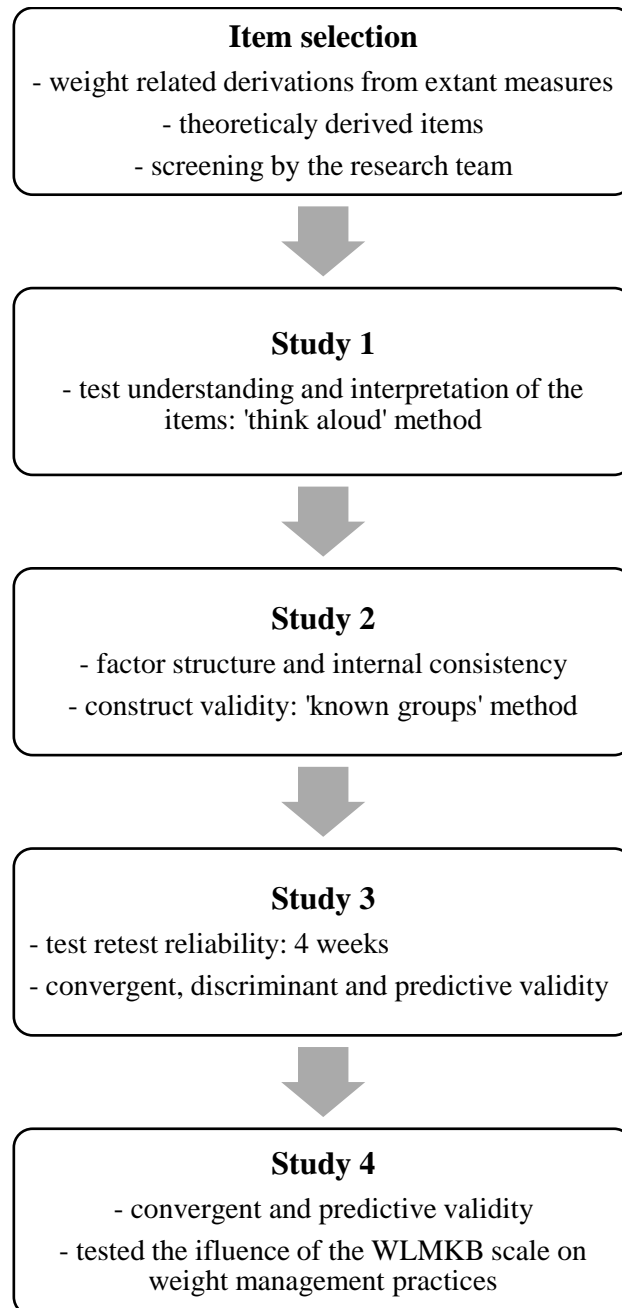 Item selection
- weight related derivations from extant measures
- theoreticaly derived items
- screening by the research team
Study 1
- test understanding and interpretation of the
items: 'think aloud' method
Study 2
- factor structure and internal consistency
- construct validity: 'known groups' method
Study 3
- test retest reliability: 4 weeks
- convergent, discriminant and predictive validity
Study 4
- convergent and predictive validity
- tested the ifluence of the WLMKB scale on
weight management practices